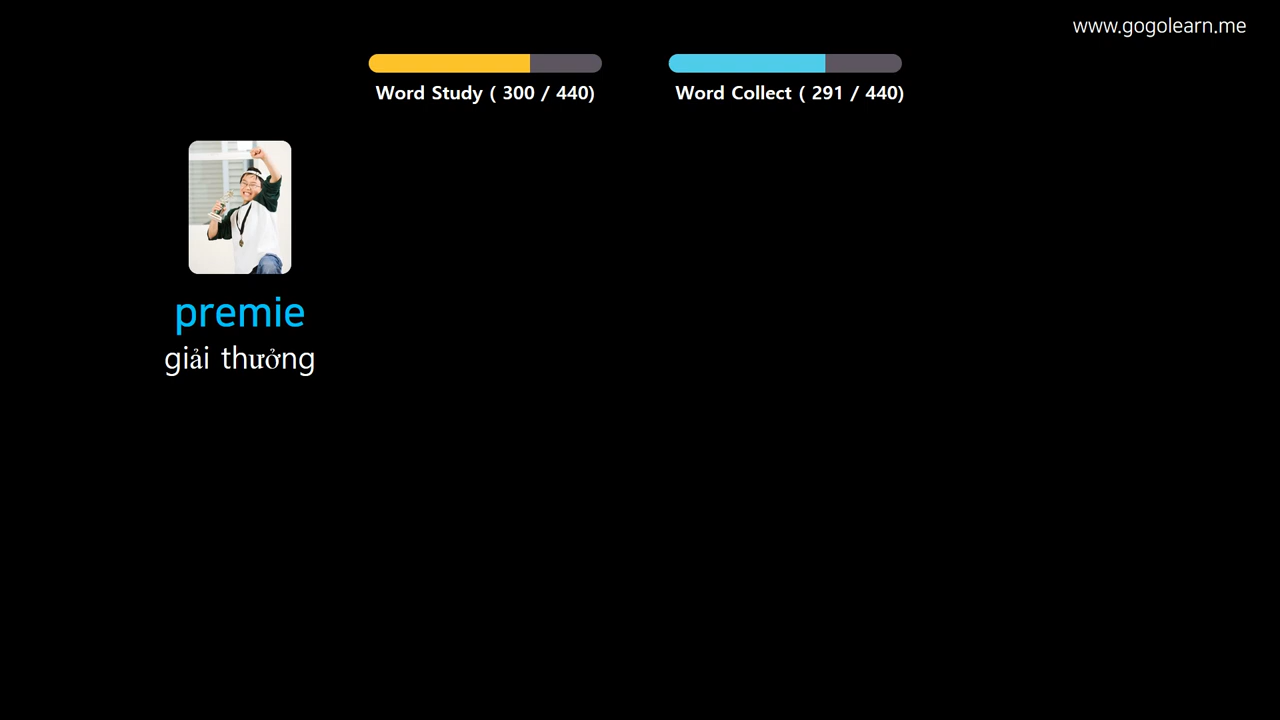 www.gogolearn.me
Word Study ( 300 / 440)
Word Collect ( 291 / 440)
premie
giải thưởng